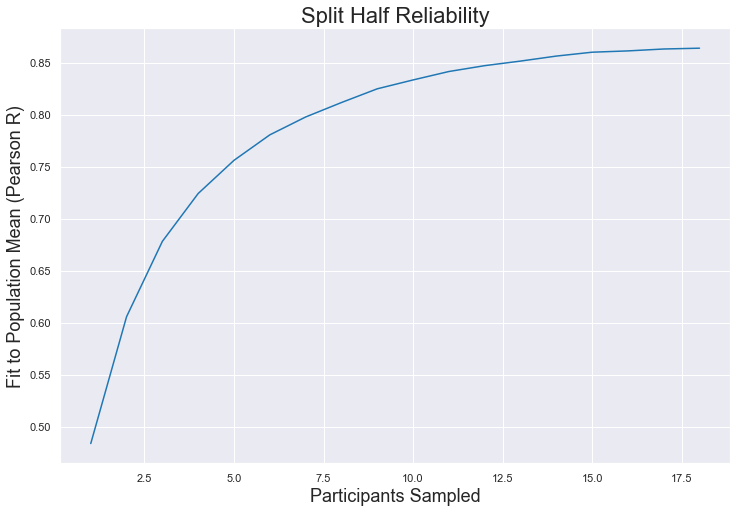 Split Half Reliability
Fit to Population Mean (Pearson R)
0.85
0.80
0.75
0.70
0.65
0.60
0.55
0.50
2.5 5.0 7.5 10.0 12.5 15.0 17.5
Participants Sampled